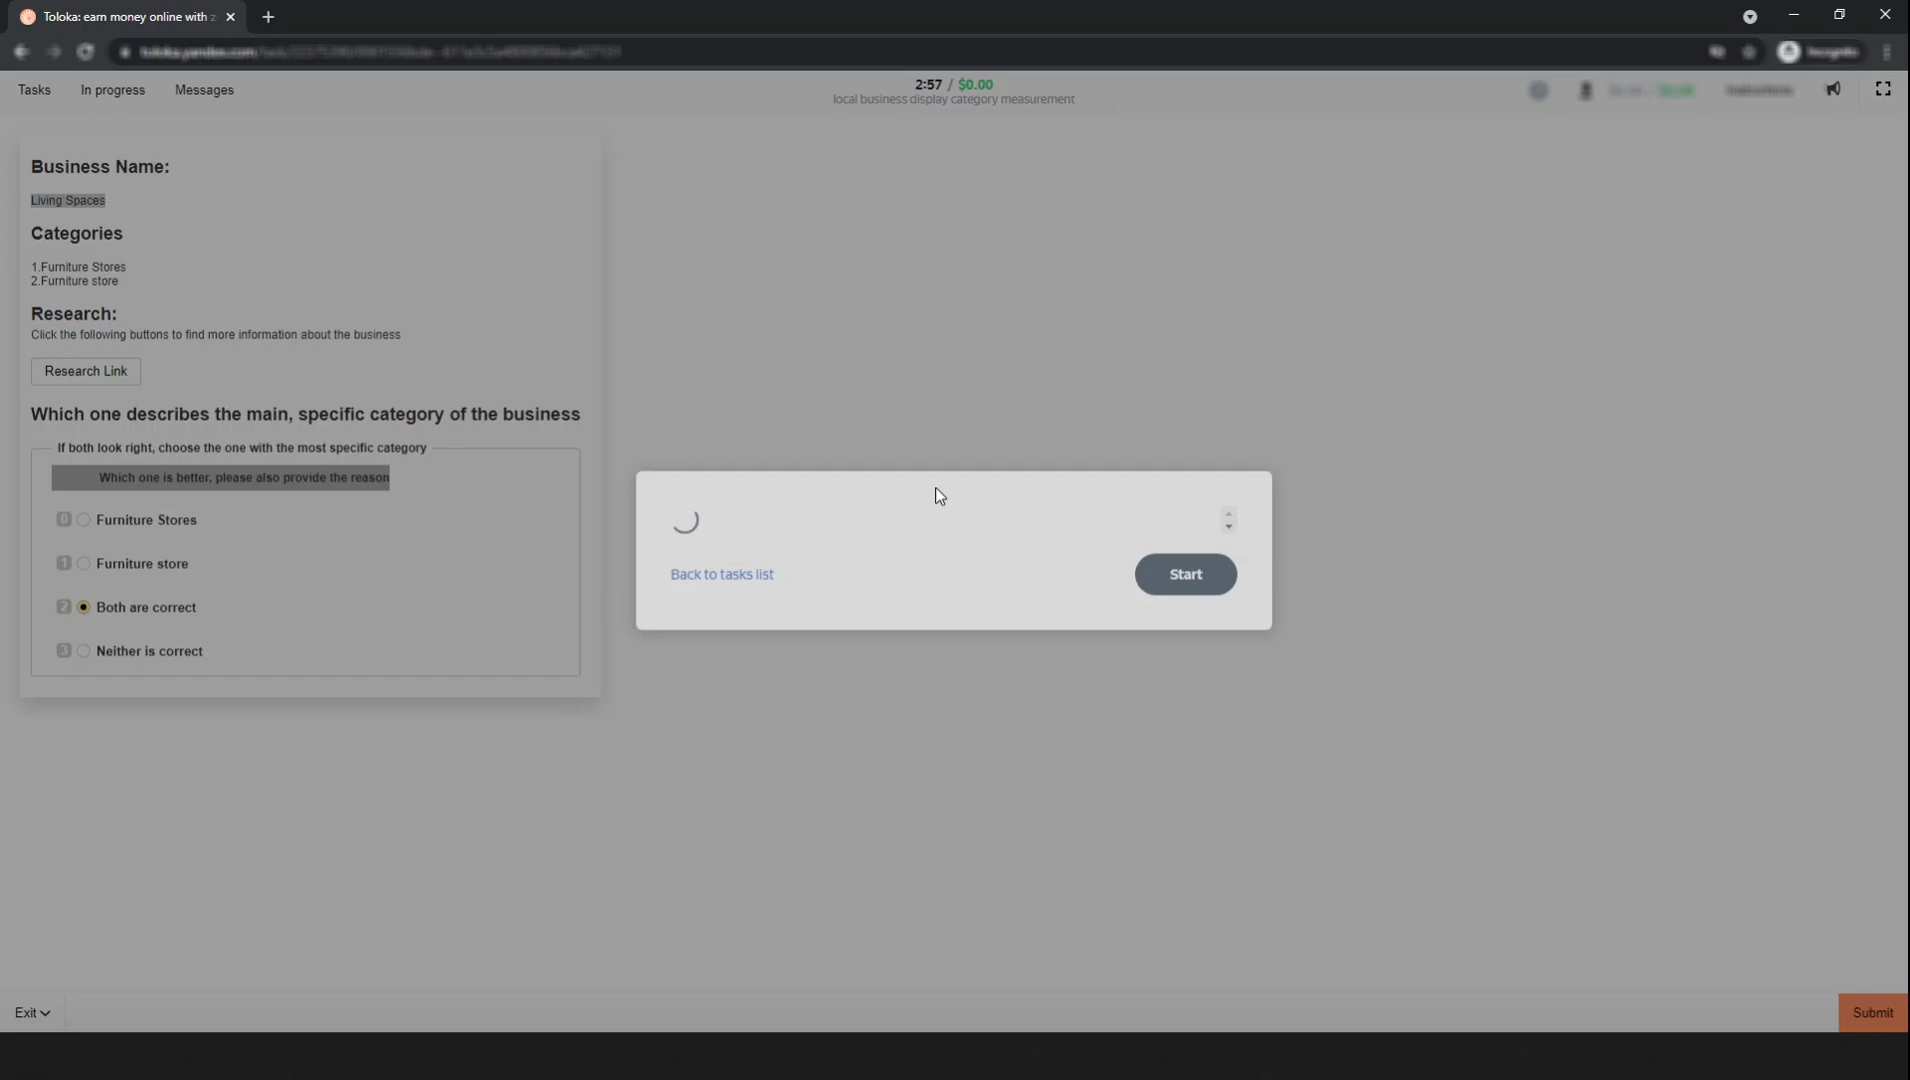 Toloka: earn money online with
Tasks
In progress
Messages
2:57 / $0.00
local business display category measurement
Instructions
Business Name:
Living Spaces
Categories
1.Furniture Stores
2.Furniture store
Research:
Click the following buttons to find more information about the business
Research Link
Which one describes the main, specific category of the business
If both look right, choose the one with the most specific category
Which one is better, please also provide the reason
0 Furniture Stores
1 Furniture store
2 Both are correct
3 Neither is correct
Back to tasks list
Start
Exit
Submit